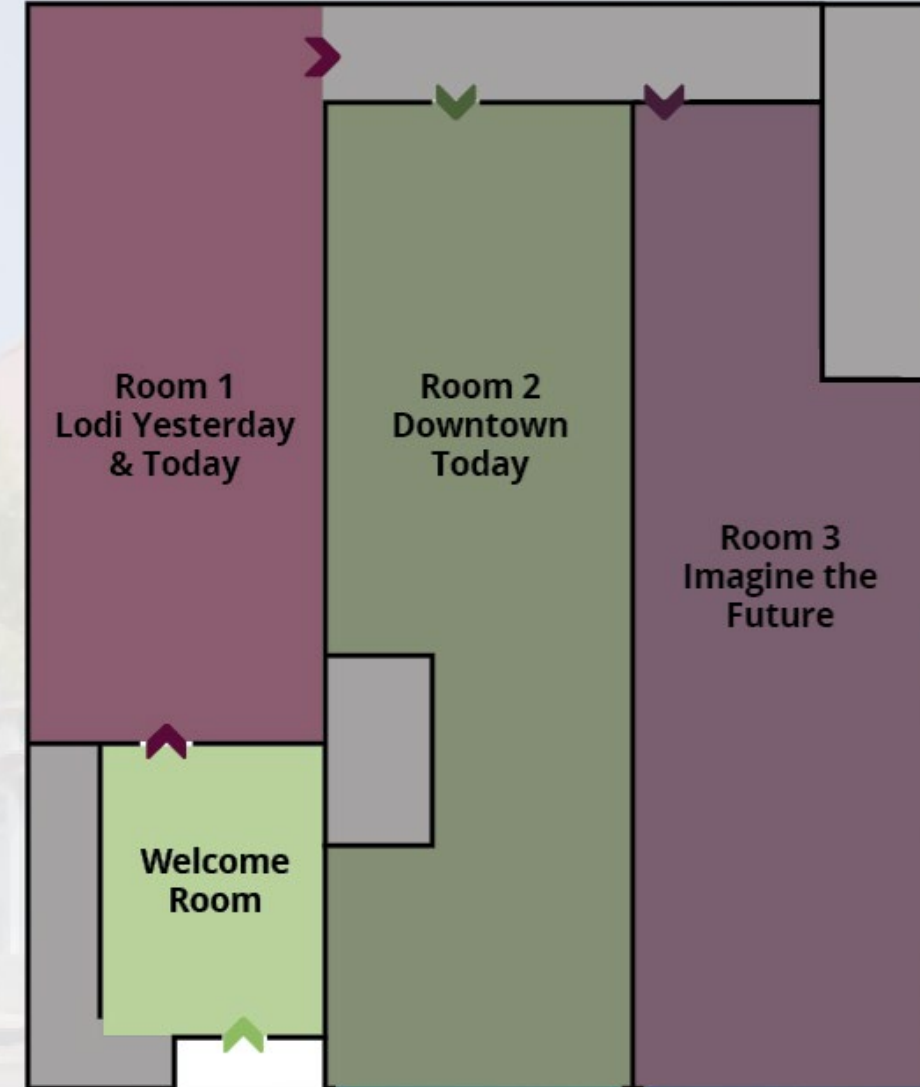 Room 1
Lodi Yesterday
& Today
Room 2
Downtown
Today
Room 3
Imagine the
Future
Welcome
Room